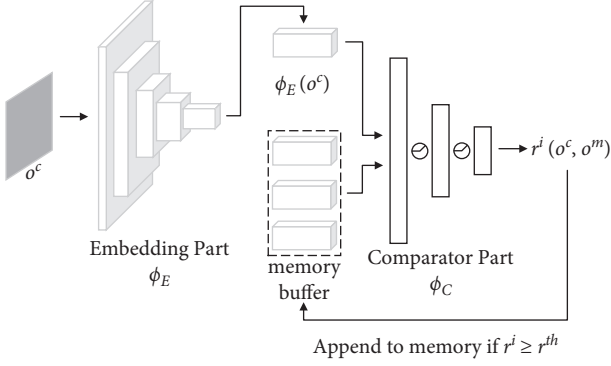 o^c
Embedding Part
ϕ_E
ϕ_E (o^c)
memory
buffer
Comparator Part
ϕ_C
r^i (o^c, o^m)
Append to memory if r^i ≥ r^th